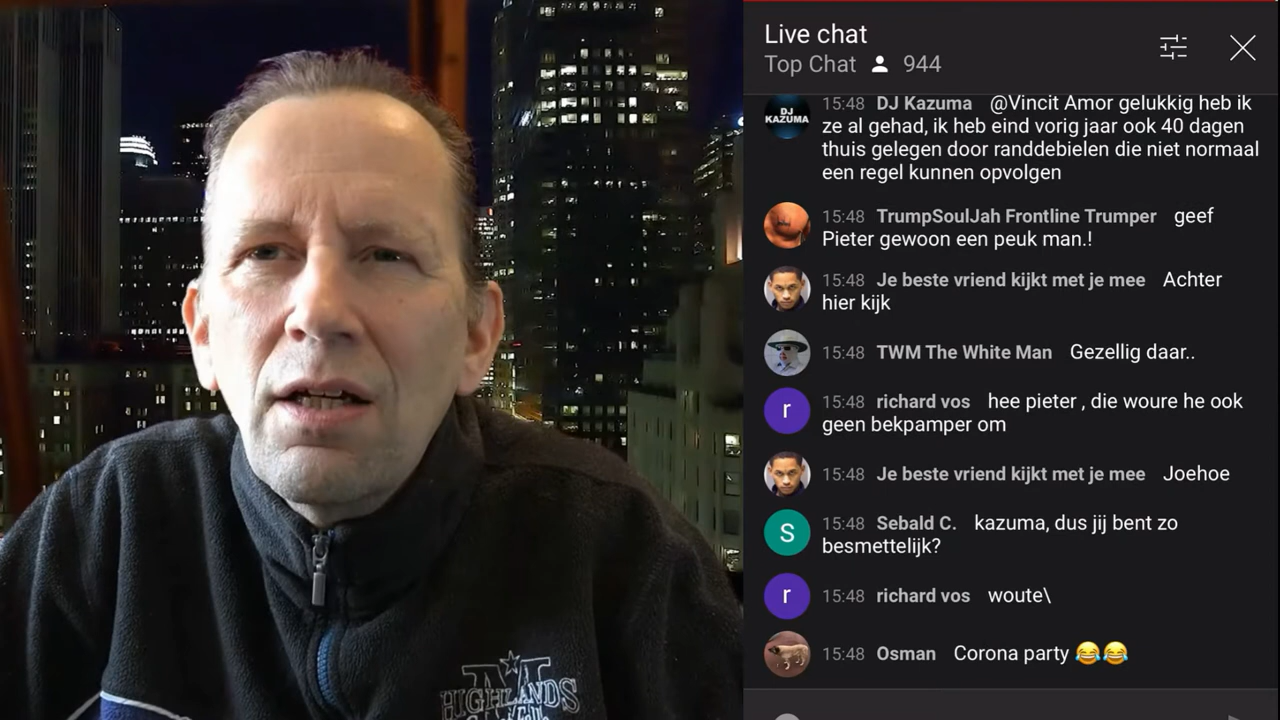 Live chat
Top Chat 944
15:48 DJ Kazuma @Vincit Amor gelukkig heb ik
ze al gehad, ik heb eind vorig jaar ook 40 dagen
thuis gelegen door randdebielen die niet normaal
een regel kunnen opvolgen
DJ
KAZUMA
15:48 TrumpSoulJah Frontline Trumper geef
Pieter gewoon een peuk man.!
15:48 Je beste vriend kijkt met je mee Achter
hier kijk
15:48 TWM The White Man Gezellig daar..
r
15:48 richard vos hee pieter , die woure he ook
geen bekpamper om
15:48 Je beste vriend kijkt met je mee Joehoe
S
15:48 Sebald C. kazuma, dus jij bent zo
besmettelijk?
r
15:48 richard vos woute\
15:48 Osman Corona party 😂😂
HIGHLANDS